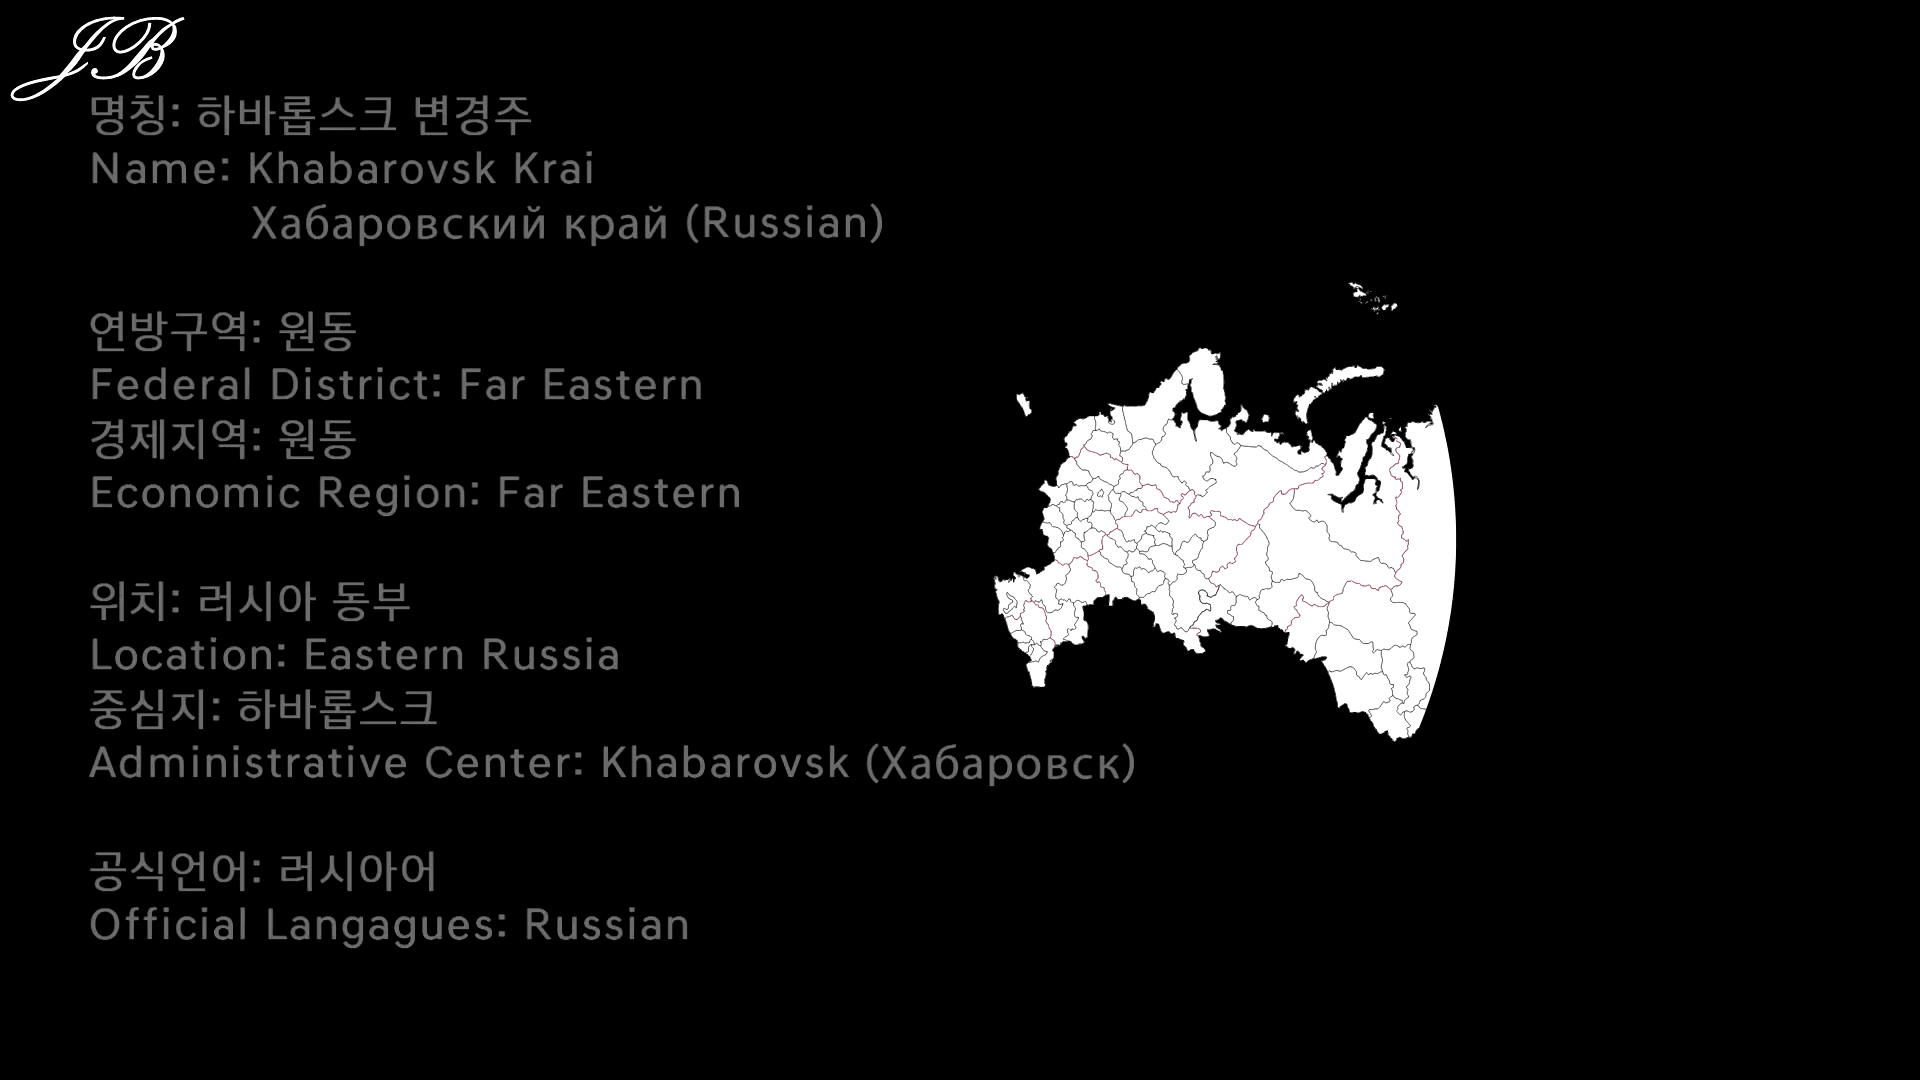 JB
명칭: 하바롭스크 변경주
Name: Khabarovsk Krai
Хабаровский край (Russian)
연방구역: 원동
Federal District: Far Eastern
경제지역: 원동
Economic Region: Far Eastern
위치: 러시아 동부
Location: Eastern Russia
중심지: 하바롭스크
Administrative Center: Khabarovsk (Хабаровск)
공식언어: 러시아어
Official Langagues: Russian